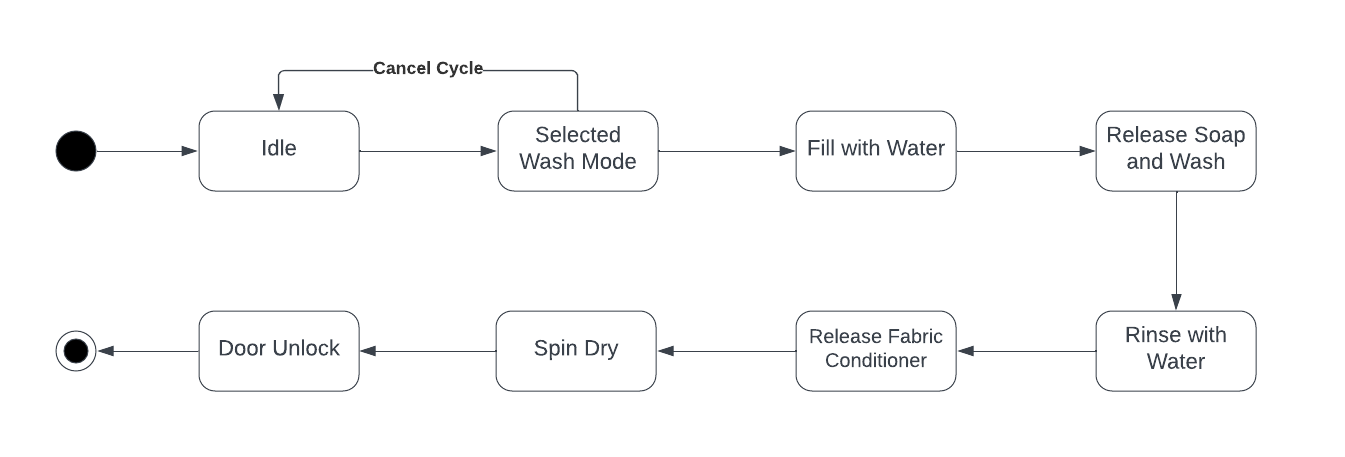 Cancel Cycle
Idle
Selected
Wash Mode
Fill with Water
Release Soap
and Wash
Door Unlock
Spin Dry
Release Fabric
Conditioner
Rinse with
Water